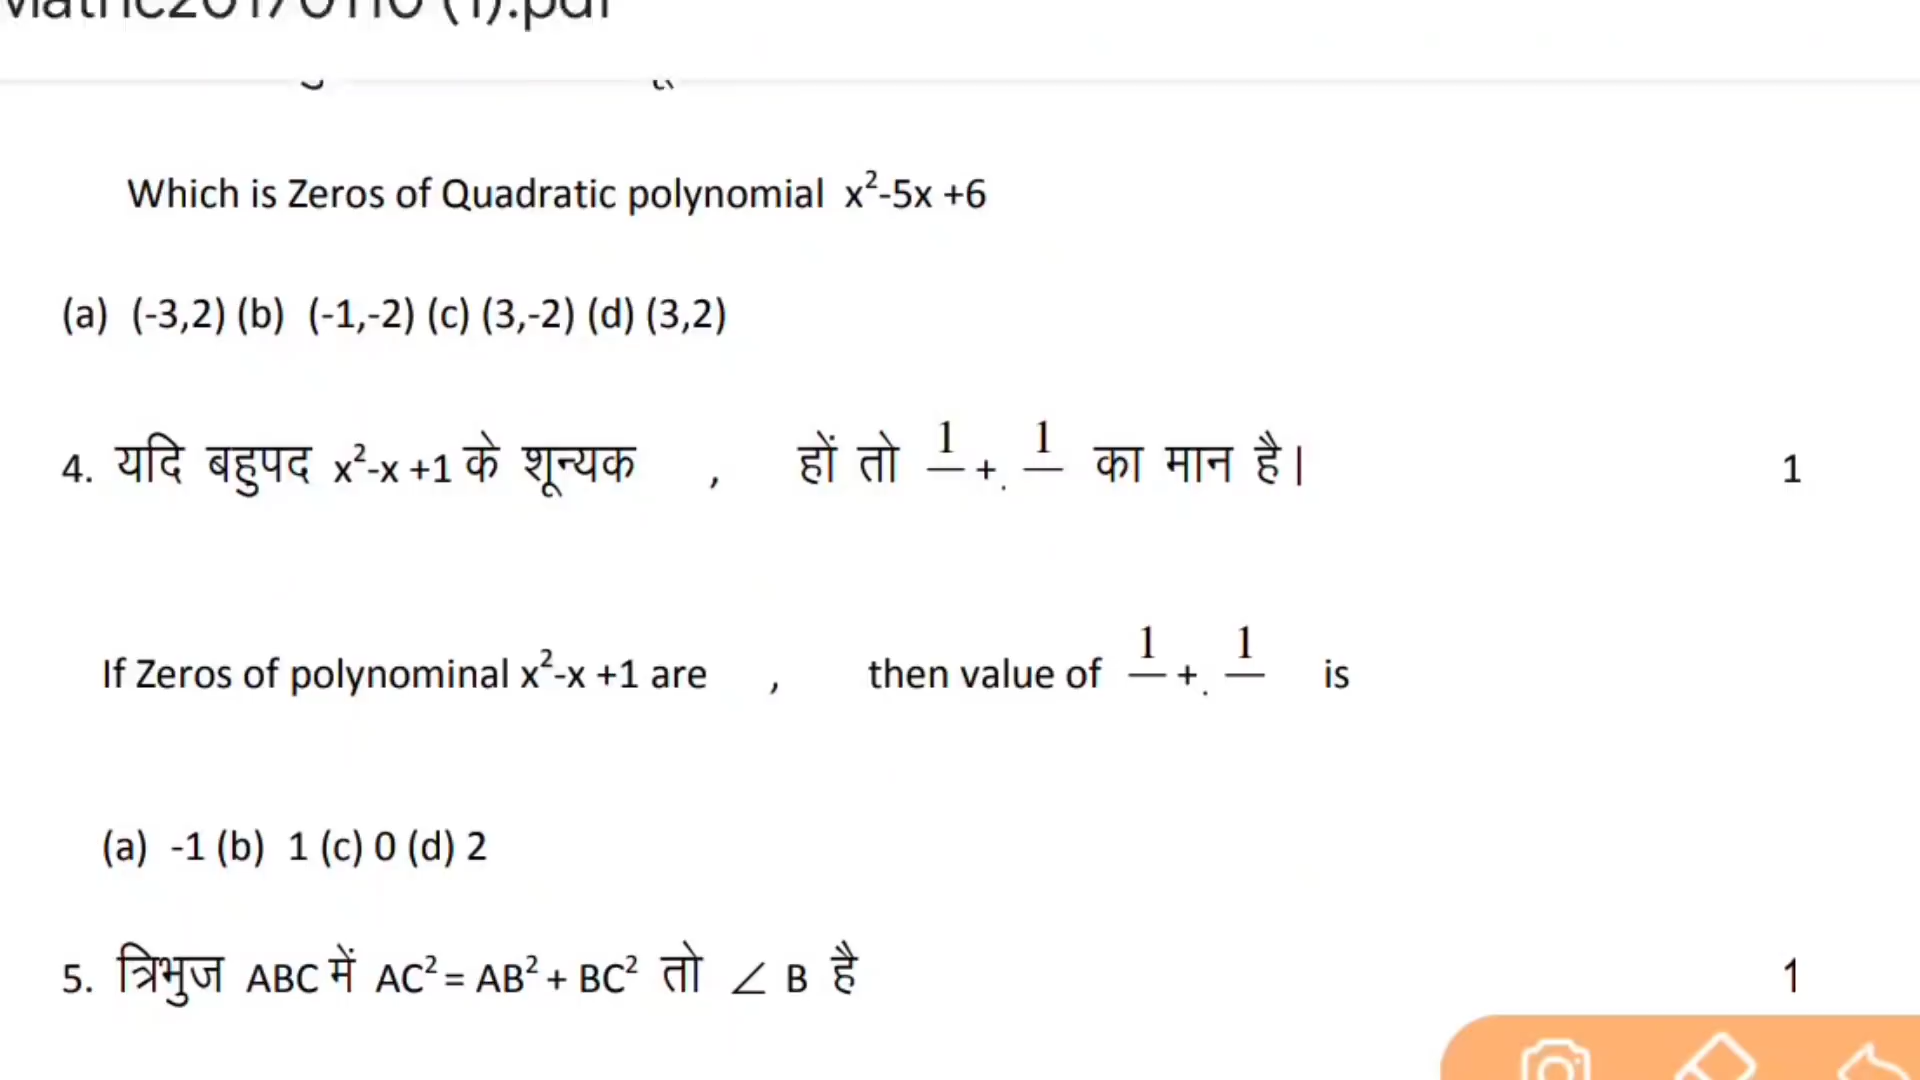 Which is Zeros of Quadratic polynomial x²-5x +6
(a) (-3,2) (b) (-1,-2) (c) (3,-2) (d) (3,2)
4. यदि बहुपद x²-x +1 के शून्यक , हों तो 1/ +. 1/ का मान है| 1
If Zeros of polynominal x²-x +1 are , then value of 1/ +. 1/ is
(a) -1 (b) 1 (c) 0 (d) 2
5. त्रिभुज ABC में AC² = AB² + BC² तो ∠ B है 1